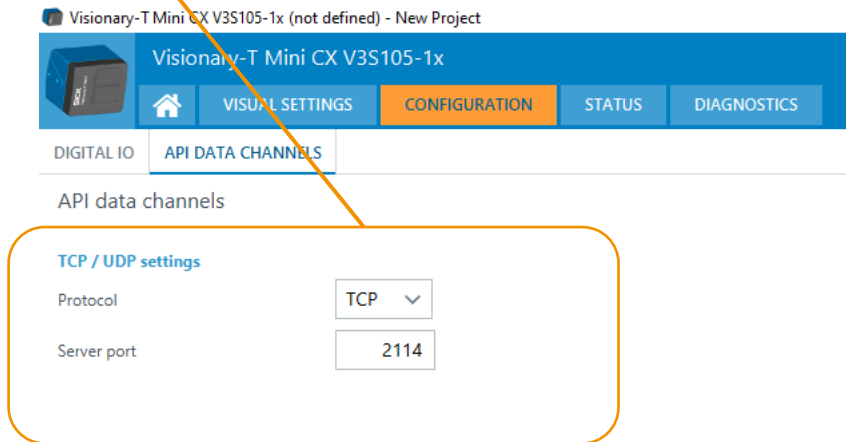 Visionary-T Mini CX V3S105-1x (not defined) - New Project
Visionary-T Mini CX V3S105-1x
SICK
VISUAL SETTINGS CONFIGURATION STATUS DIAGNOSTICS
DIGITAL IO API DATA CHANNELS
API data channels
TCP / UDP settings
Protocol TCP
Server port 2114